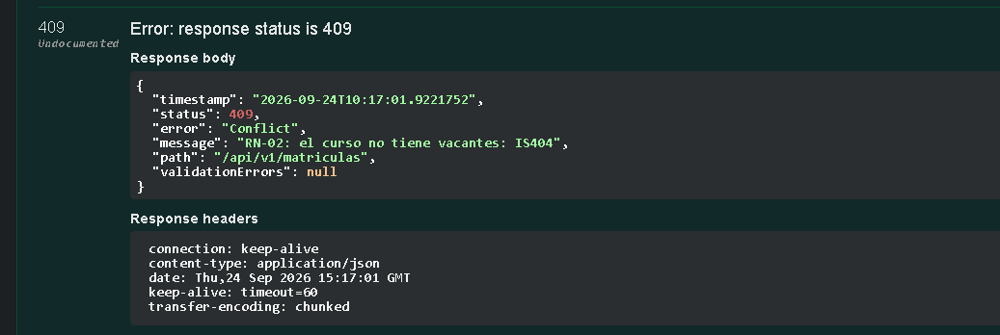 409
Undocumented
Error: response status is 409
Response body
{
"timestamp": "2026-09-24T10:17:01.9221752",
"status": 409,
"error": "Conflict",
"message": "RN-02: el curso no tiene vacantes: IS404",
"path": "/api/v1/matriculas",
"validationErrors": null
}
Response headers
connection: keep-alive
content-type: application/json
date: Thu,24 Sep 2026 15:17:01 GMT
keep-alive: timeout=60
transfer-encoding: chunked